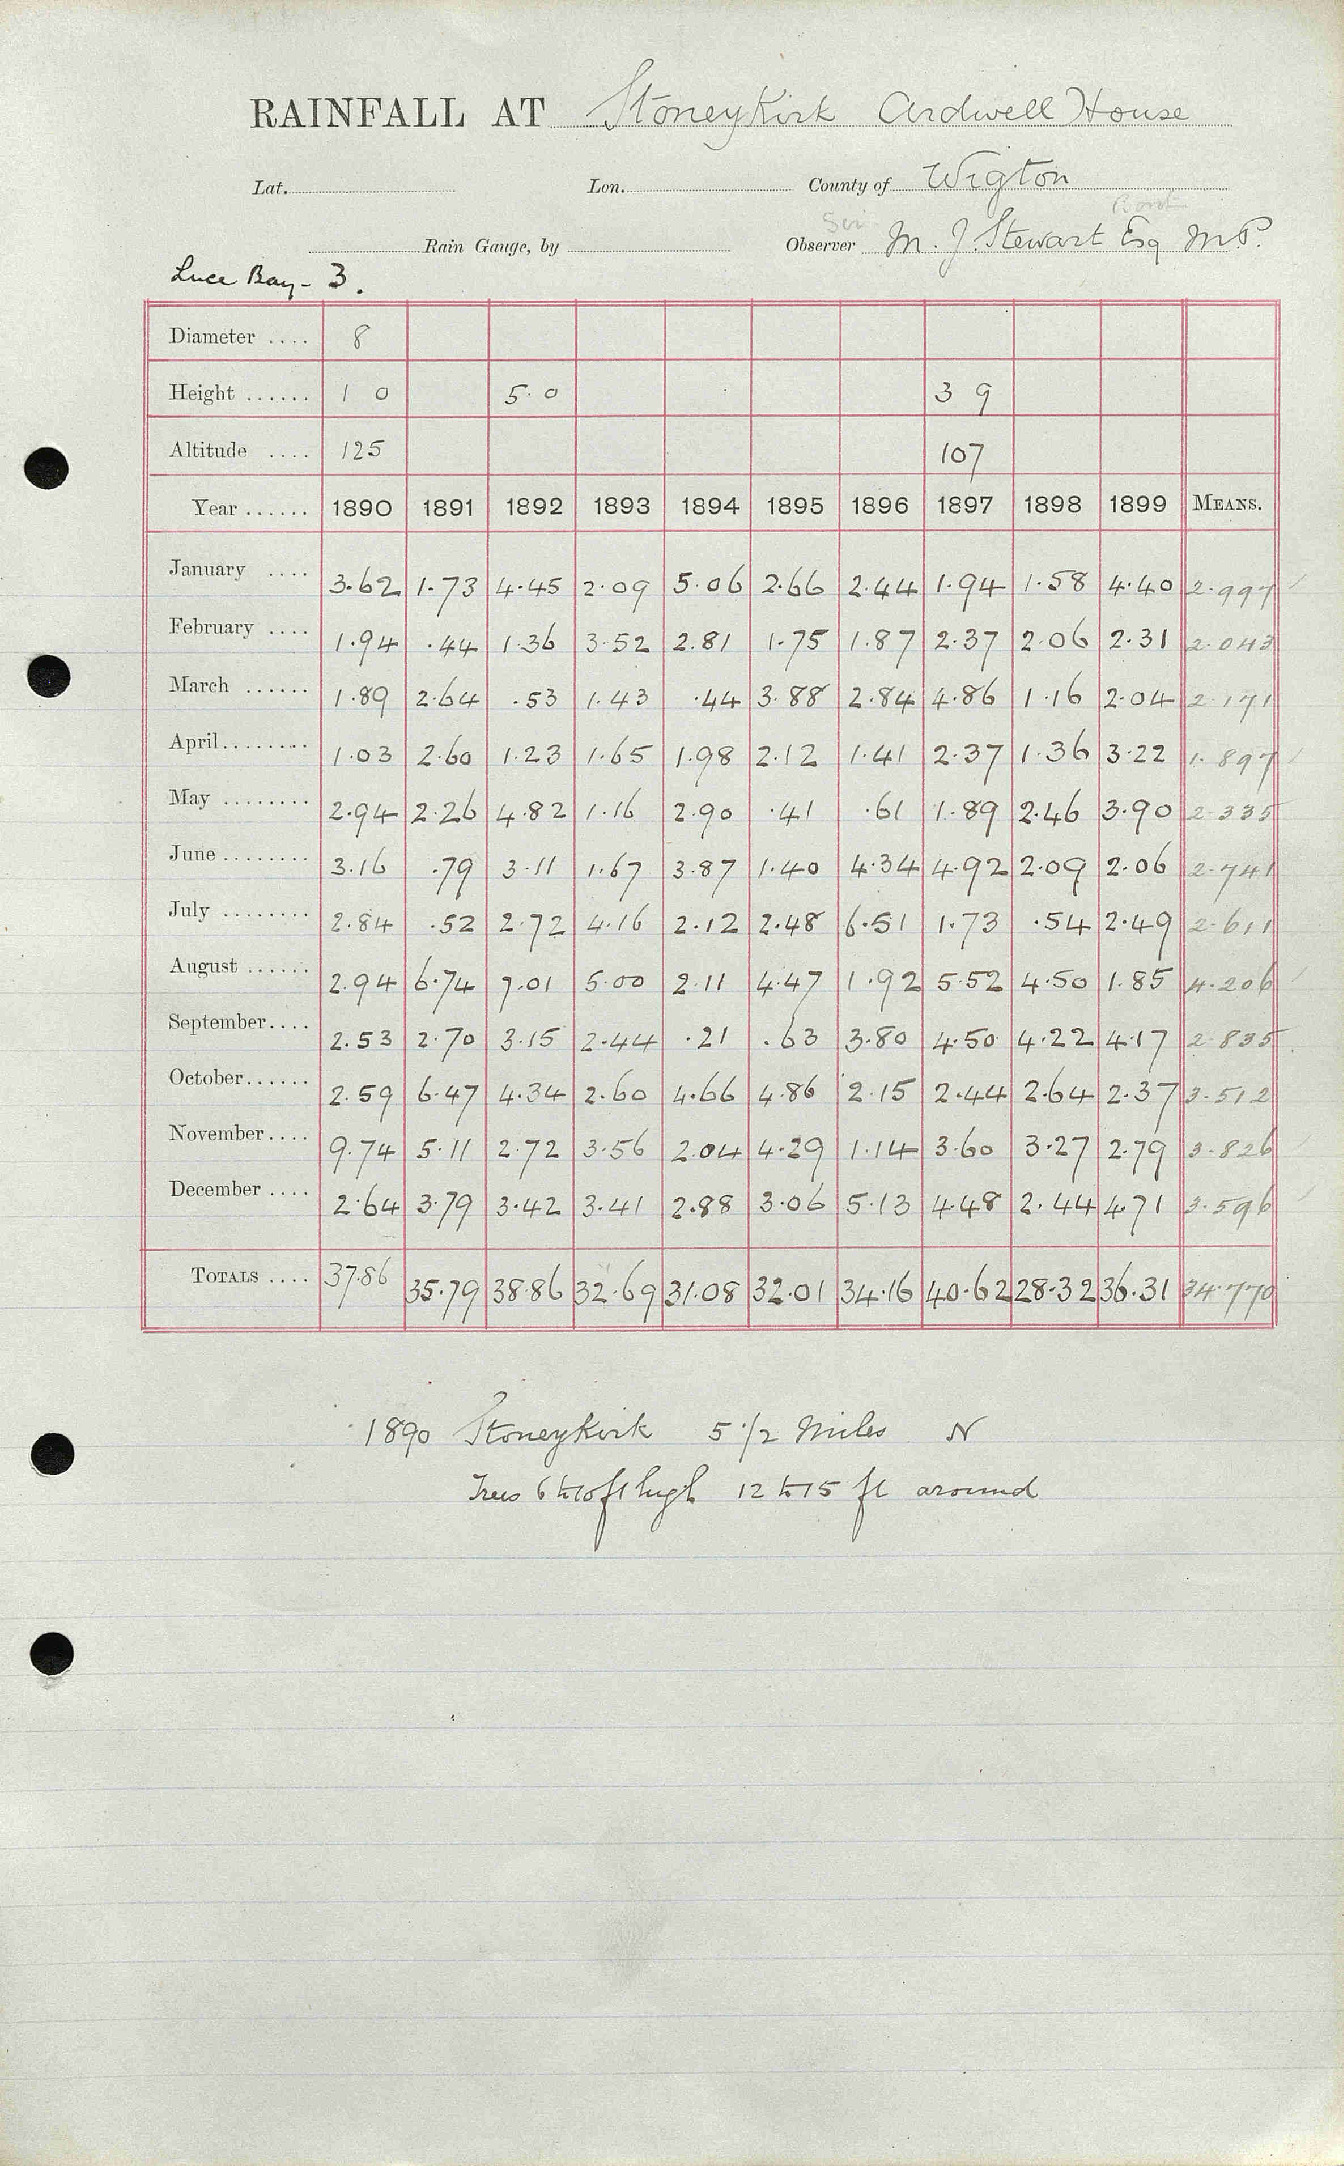 RAINFALL AT Stoneykirk Ardwell House
Lat. Lon. County of Wigton
Sir Baronet
Rain Gauge, by Observer M. J. Stewart Esq M.P.
Luce Bay - 3.
Diameter .... 8
Height ...... 1 0 5.0 3 9
Altitude .... 125 107
Year ...... 1890 1891 1892 1893 1894 1895 1896 1897 1898 1899 MEANS.
January .... 3.62 1.73 4.45 2.09 5.06 2.66 2.44 1.94 1.58 4.40 2.997
February .... 1.94 .44 1.36 3.52 2.81 1.75 1.87 2.37 2.06 2.31 2.043
March ...... 1.89 2.64 .53 1.43 .44 3.88 2.84 4.86 1.16 2.04 2.171
April........ 1.03 2.60 1.23 1.65 1.98 2.12 1.41 2.37 1.36 3.22 1.897
May ........ 2.94 2.26 4.82 1.16 2.90 .41 .61 1.89 2.46 3.90 2.335
June ........ 3.16 .79 3.11 1.67 3.87 1.40 4.34 4.92 2.09 2.06 2.741
July ........ 2.84 .52 2.72 4.16 2.12 2.48 6.51 1.73 .54 2.49 2.611
August ...... 2.94 6.74 7.01 5.00 2.11 4.47 1.92 5.52 4.50 1.85 4.206
September.... 2.53 2.70 3.15 2.44 .21 .63 3.80 4.50 4.22 4.17 2.835
October...... 2.59 6.47 4.34 2.60 4.66 4.86 2.15 2.44 2.64 2.37 3.512
November.... 9.74 5.11 2.72 3.56 2.04 4.29 1.14 3.60 3.27 2.79 3.826
December .... 2.64 3.79 3.42 3.41 2.88 3.06 5.13 4.48 2.44 4.71 3.596
TOTALS .... 37.86 35.79 38.86 32.69 31.08 32.01 34.16 40.62 28.32 36.31 34.770
1890 Stoneykirk 5 1/2 Miles N
Trees 6 to 10 ft high 12 to 15 ft around